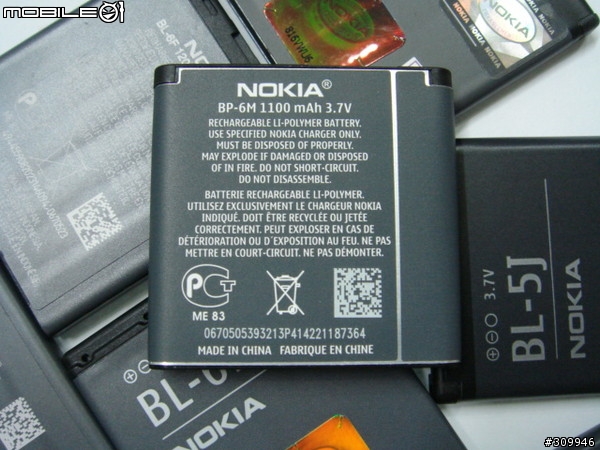 MOBILE01
NOKIA®
BP-6M 1100 mAh 3.7V
RECHARGEABLE LI-POLYMER BATTERY.
USE SPECIFIED NOKIA CHARGER ONLY.
MUST BE DISPOSED OF PROPERLY.
MAY EXPLODE IF DAMAGED OR DISPOSED
OF IN FIRE. DO NOT SHORT-CIRCUIT.
DO NOT DISASSEMBLE.
BATTERIE RECHARGEABLE LI-POLYMER.
UTILISEZ EXCLUSIVEMENT LE CHARGEUR NOKIA
INDIQUÉ. DOIT ÊTRE RECYCLÉE OU JETÉE
CORRECTEMENT. PEUT EXPLOSER EN CAS DE
DÉTÉRIORATION OU D'EXPOSITION AU FEU. NE PAS
METTRE EN COURT-CIRCUIT. NE PAS DÉMONTER.
ME 83
0670505393213P414221187364
MADE IN CHINA FABRIQUE EN CHINE
NOKIA
BL-6F
NOKIA
BL-5J
3.7V
NOKIA
BL-
NOKIA
#309946